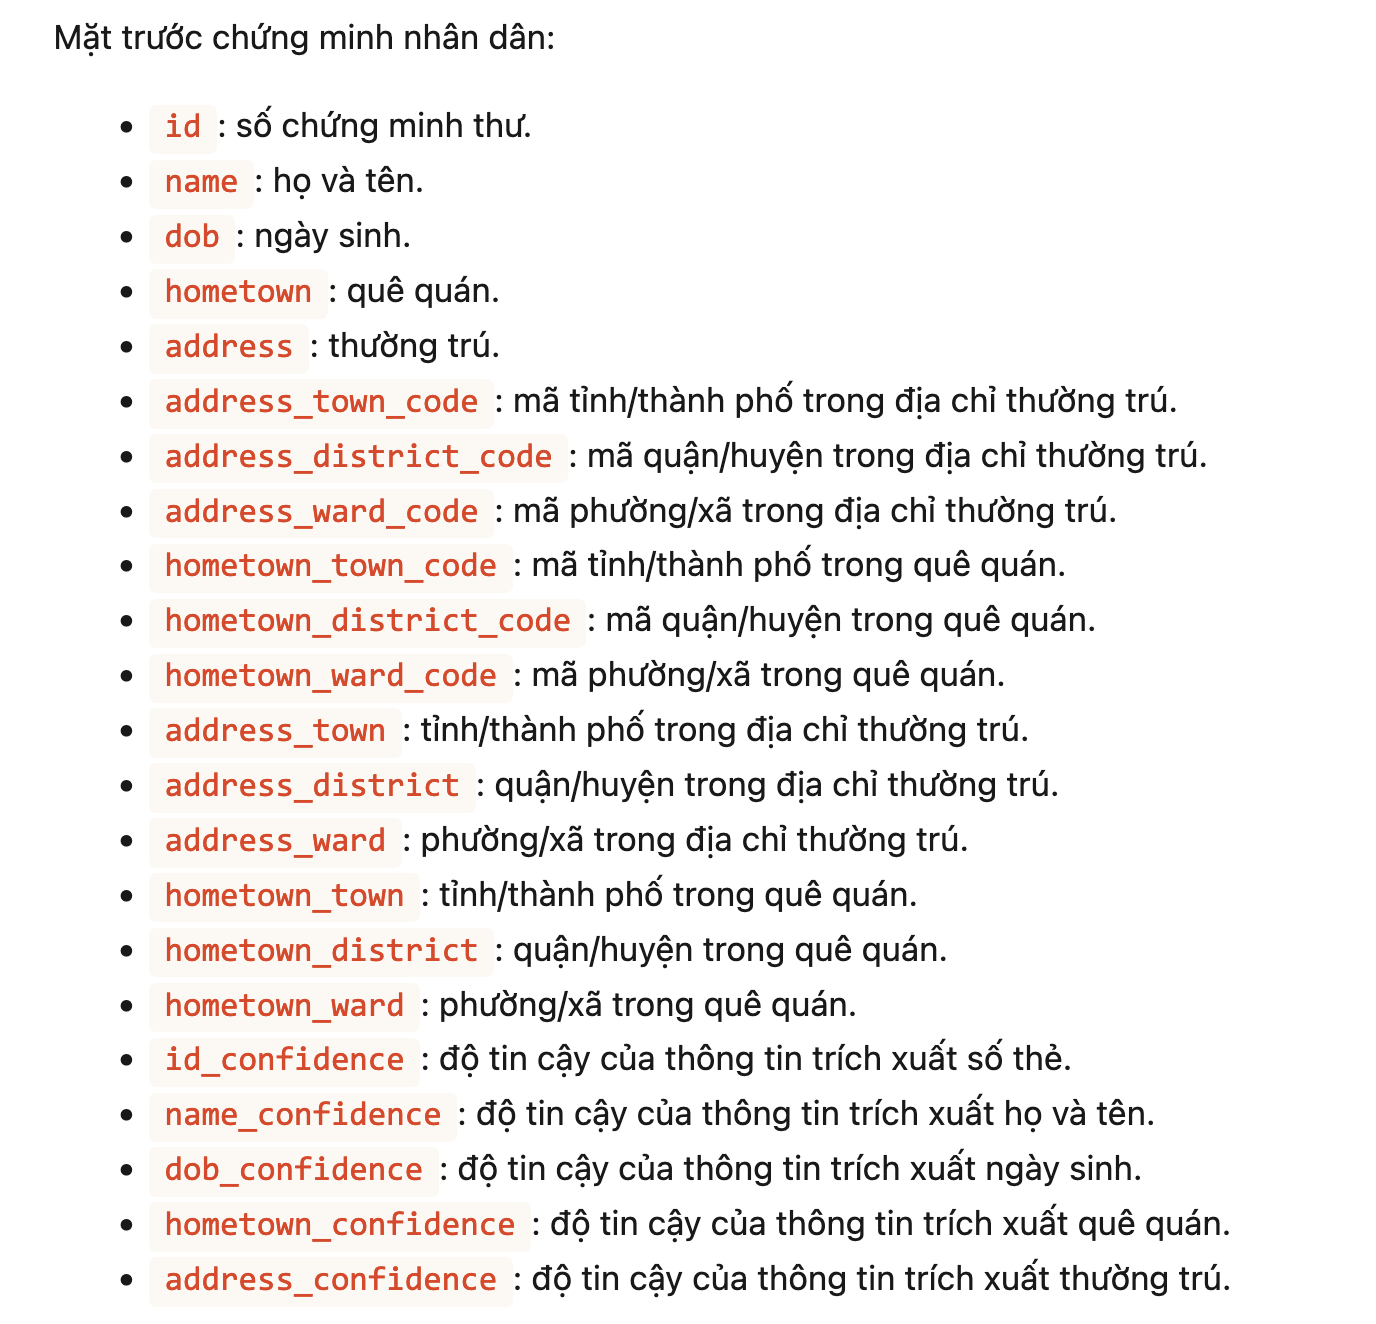 Mặt trước chứng minh nhân dân:
• id : số chứng minh thư.
• name : họ và tên.
• dob : ngày sinh.
• hometown : quê quán.
• address : thường trú.
• address_town_code : mã tỉnh/thành phố trong địa chỉ thường trú.
• address_district_code : mã quận/huyện trong địa chỉ thường trú.
• address_ward_code : mã phường/xã trong địa chỉ thường trú.
• hometown_town_code : mã tỉnh/thành phố trong quê quán.
• hometown_district_code : mã quận/huyện trong quê quán.
• hometown_ward_code : mã phường/xã trong quê quán.
• address_town : tỉnh/thành phố trong địa chỉ thường trú.
• address_district : quận/huyện trong địa chỉ thường trú.
• address_ward : phường/xã trong địa chỉ thường trú.
• hometown_town : tỉnh/thành phố trong quê quán.
• hometown_district : quận/huyện trong quê quán.
• hometown_ward : phường/xã trong quê quán.
• id_confidence : độ tin cậy của thông tin trích xuất số thẻ.
• name_confidence : độ tin cậy của thông tin trích xuất họ và tên.
• dob_confidence : độ tin cậy của thông tin trích xuất ngày sinh.
• hometown_confidence : độ tin cậy của thông tin trích xuất quê quán.
• address_confidence : độ tin cậy của thông tin trích xuất thường trú.